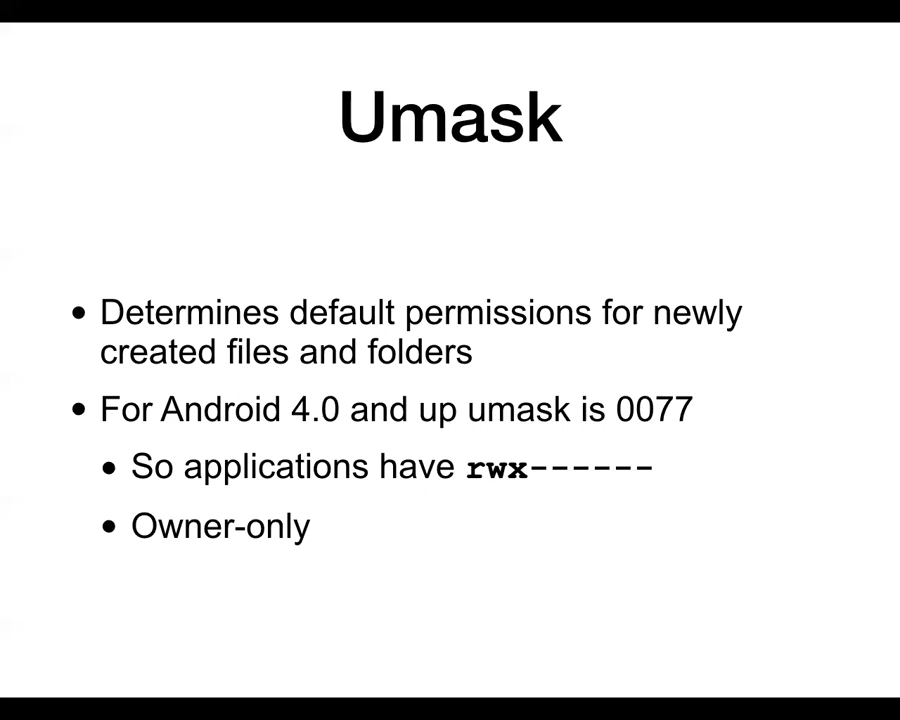 Umask
• Determines default permissions for newly
created files and folders
• For Android 4.0 and up umask is 0077
• So applications have rwx------
• Owner-only